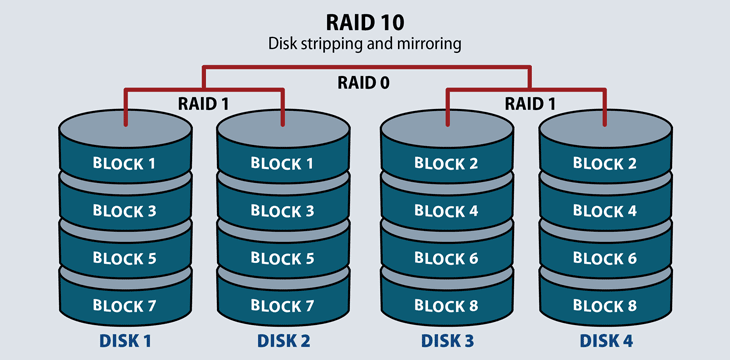 RAID 10
Disk stripping and mirroring
RAID 0
RAID 1
RAID 1
BLOCK 1
BLOCK 1
BLOCK 2
BLOCK 2
BLOCK 3
BLOCK 3
BLOCK 4
BLOCK 4
BLOCK 5
BLOCK 5
BLOCK 6
BLOCK 6
BLOCK 7
BLOCK 7
BLOCK 8
BLOCK 8
DISK 1
DISK 2
DISK 3
DISK 4